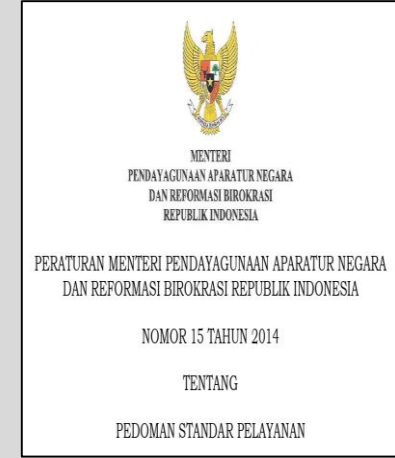 MENTERI
PENDAYAGUNAAN APARATUR NEGARA
DAN REFORMASI BIROKRASI
REPUBLIK INDONESIA
PERATURAN MENTERI PENDAYAGUNAAN APARATUR NEGARA
DAN REFORMASI BIROKRASI REPUBLIK INDONESIA
NOMOR 15 TAHUN 2014
TENTANG
PEDOMAN STANDAR PELAYANAN